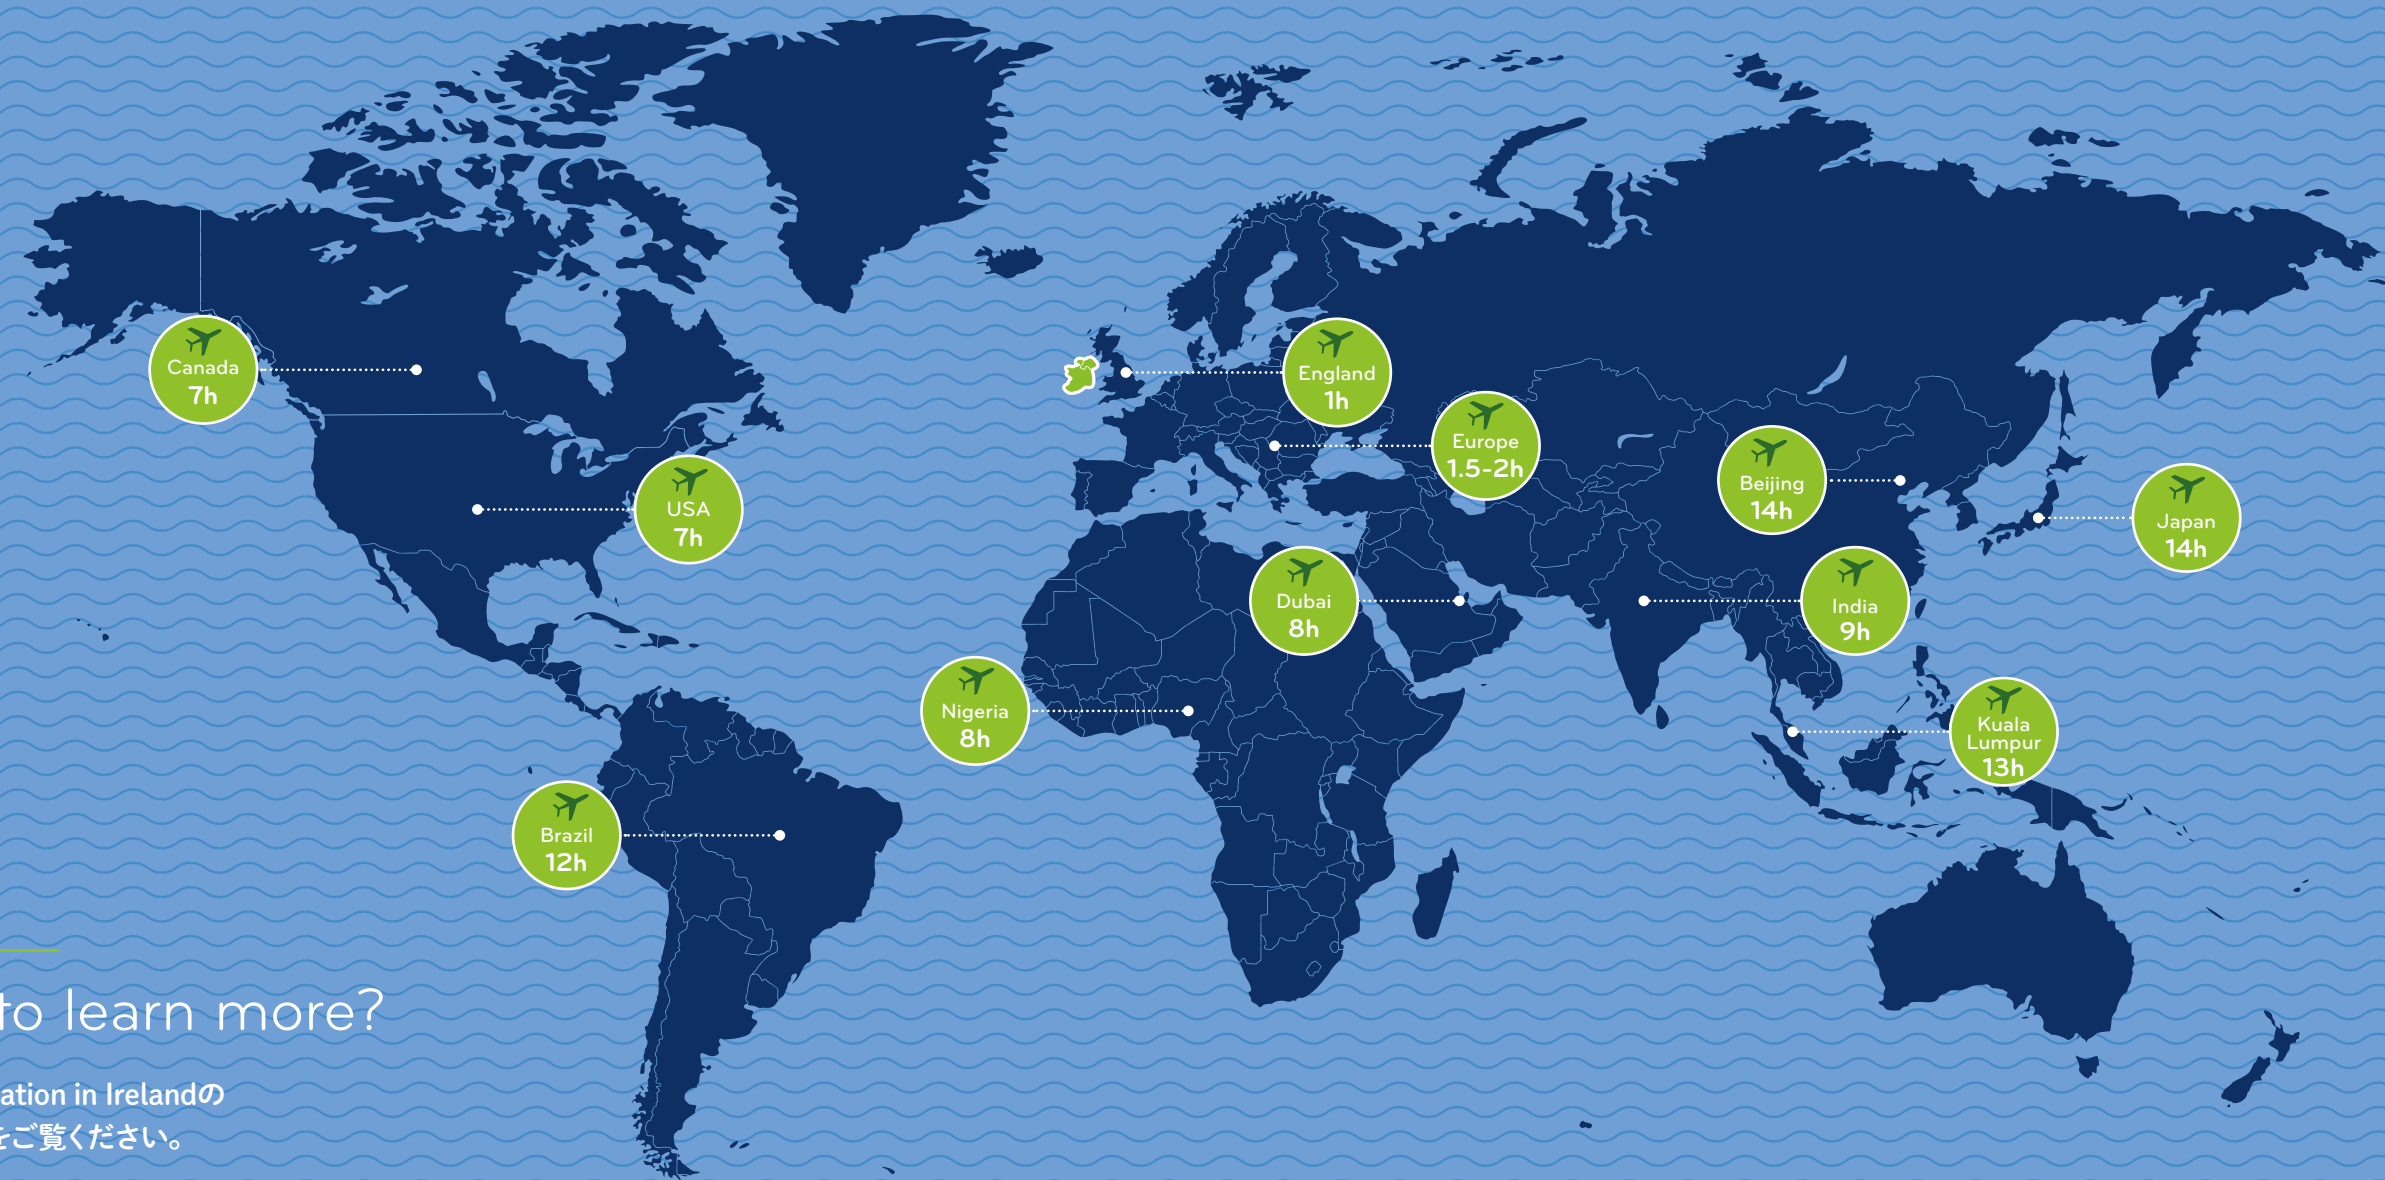 Canada
7h
England
1h
Europe
1.5-2h
USA
7h
Beijing
14h
Japan
14h
Dubai
8h
India
9h
Nigeria
8h
Kuala
Lumpur
13h
Brazil
12h
to learn more?
ation in Irelandの
をご覧ください。